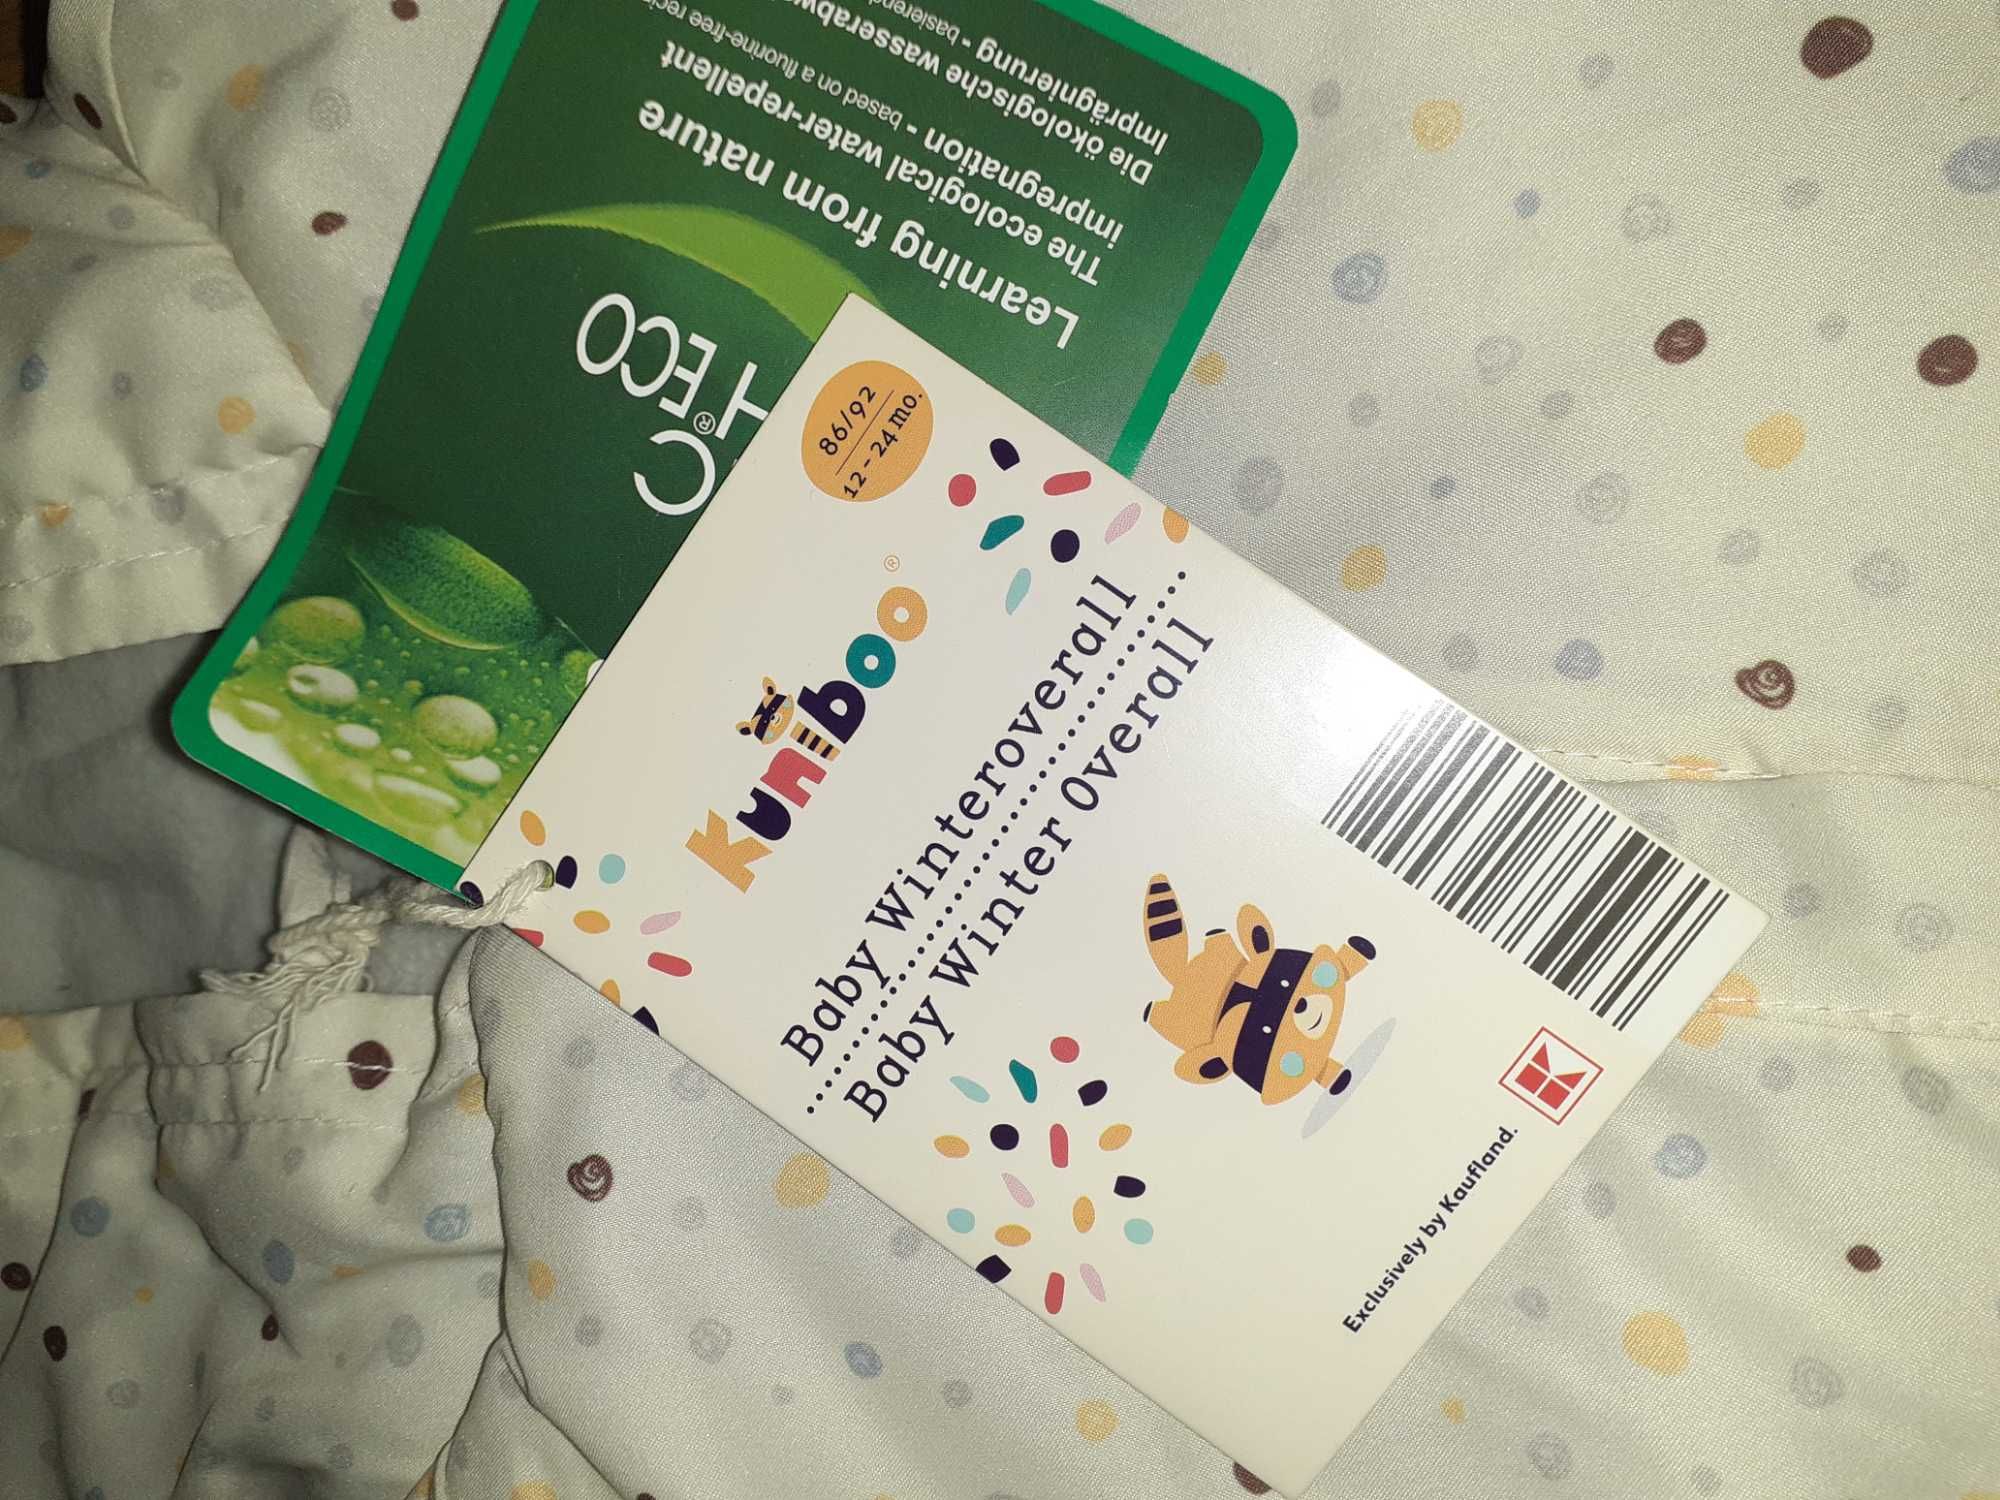 86/92
12 - 24 mo.
Kuniboo®
Baby Winteroverall
Baby Winter Overall
Exclusively by Kaufland.
ECO
®
Learning from nature
The ecological water-repellent
impregnation - based on a fluorine-free
Die ökologische
Imprägnierung -